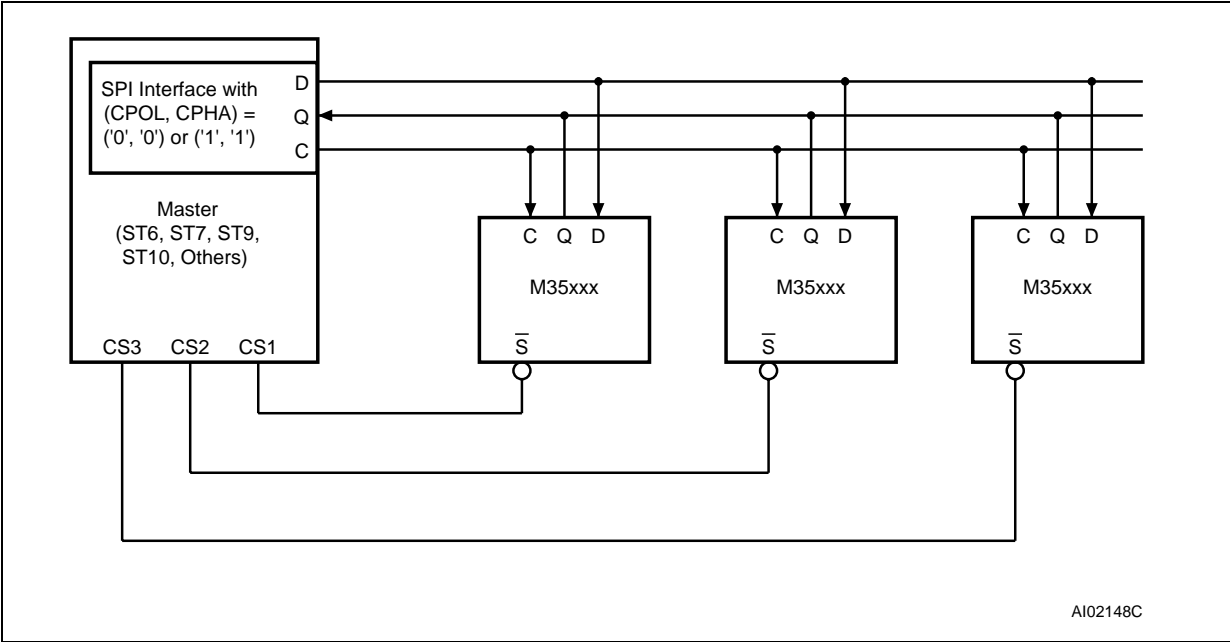 SPI Interface with
(CPOL, CPHA) =
('0', '0') or ('1', '1')
D
Q
C
Master
(ST6, ST7, ST9,
ST10, Others)
CS3 CS2 CS1
C Q D
M35xxx
S̅
C Q D
M35xxx
S̅
C Q D
M35xxx
S̅
AI02148C